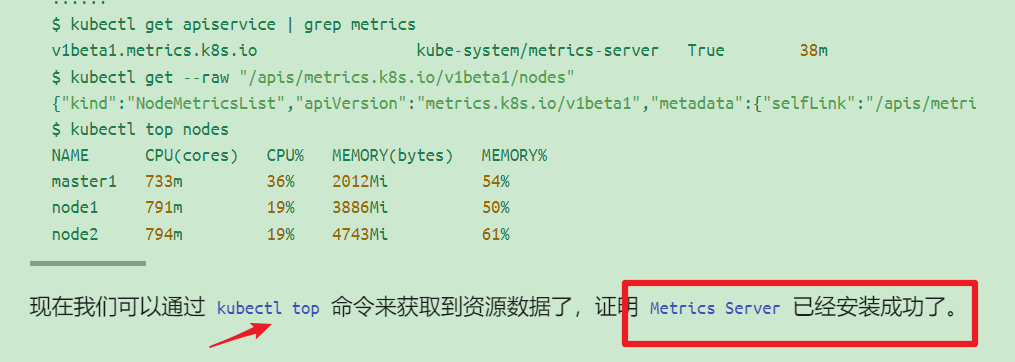 ······
$ kubectl get apiservice | grep metrics
v1beta1.metrics.k8s.io kube-system/metrics-server True 38m
$ kubectl get --raw "/apis/metrics.k8s.io/v1beta1/nodes"
{"kind":"NodeMetricsList","apiVersion":"metrics.k8s.io/v1beta1","metadata":{"selfLink":"/apis/metri
$ kubectl top nodes
NAME CPU(cores) CPU% MEMORY(bytes) MEMORY%
master1 733m 36% 2012Mi 54%
node1 791m 19% 3886Mi 50%
node2 794m 19% 4743Mi 61%
现在我们可以通过 kubectl top 命令来获取到资源数据了，证明 Metrics Server 已经安装成功了。